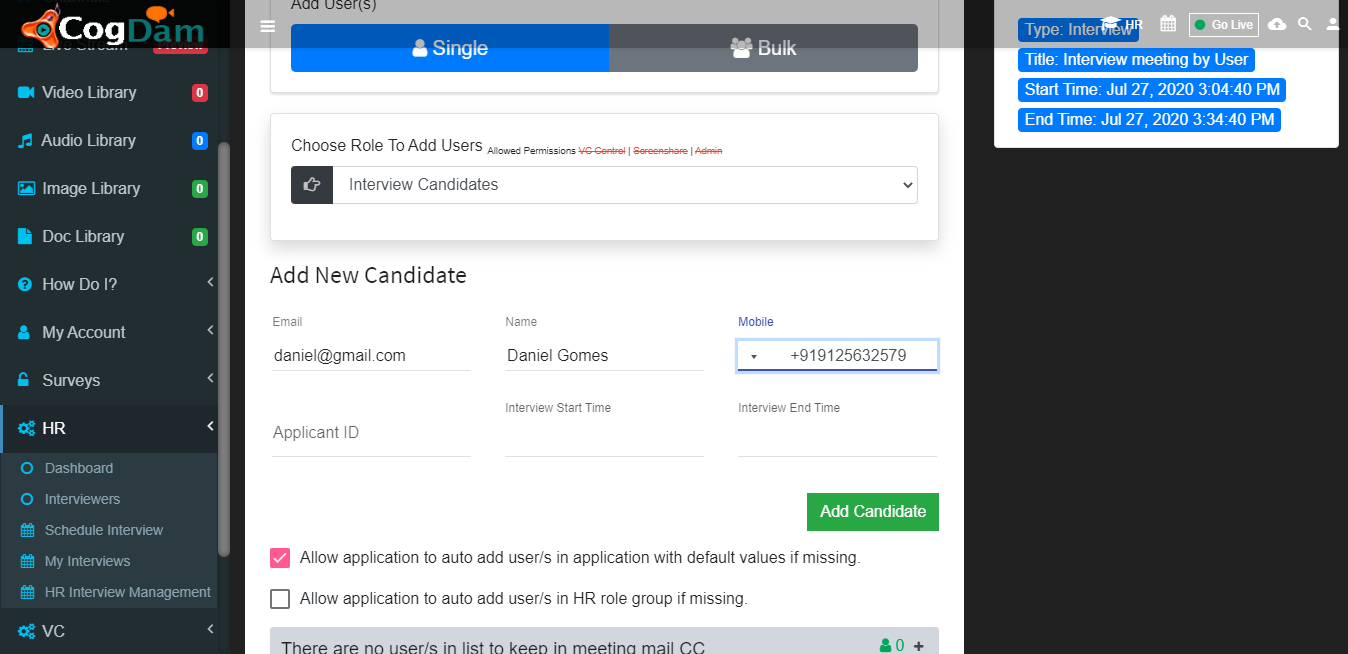 CogDam
Live Stream
Preview
Video Library 0
Audio Library 0
Image Library 0
Doc Library 0
How Do I?
My Account
Surveys
HR
Dashboard
Interviewers
Schedule Interview
My Interviews
HR Interview Management
VC
Add User(s)
Single Bulk
Choose Role To Add Users Allowed Permissions VC Control | Screenshare | Admin
Interview Candidates
Add New Candidate
Email Name Mobile
daniel@gmail.com Daniel Gomes +919125632579
Interview Start Time Interview End Time
Applicant ID
Add Candidate
Allow application to auto add user/s in application with default values if missing.
Allow application to auto add user/s in HR role group if missing.
There are no user/s in list to keep in meeting mail CC 0 +
HR Go Live
Type: Interview
Title: Interview meeting by User
Start Time: Jul 27, 2020 3:04:40 PM
End Time: Jul 27, 2020 3:34:40 PM